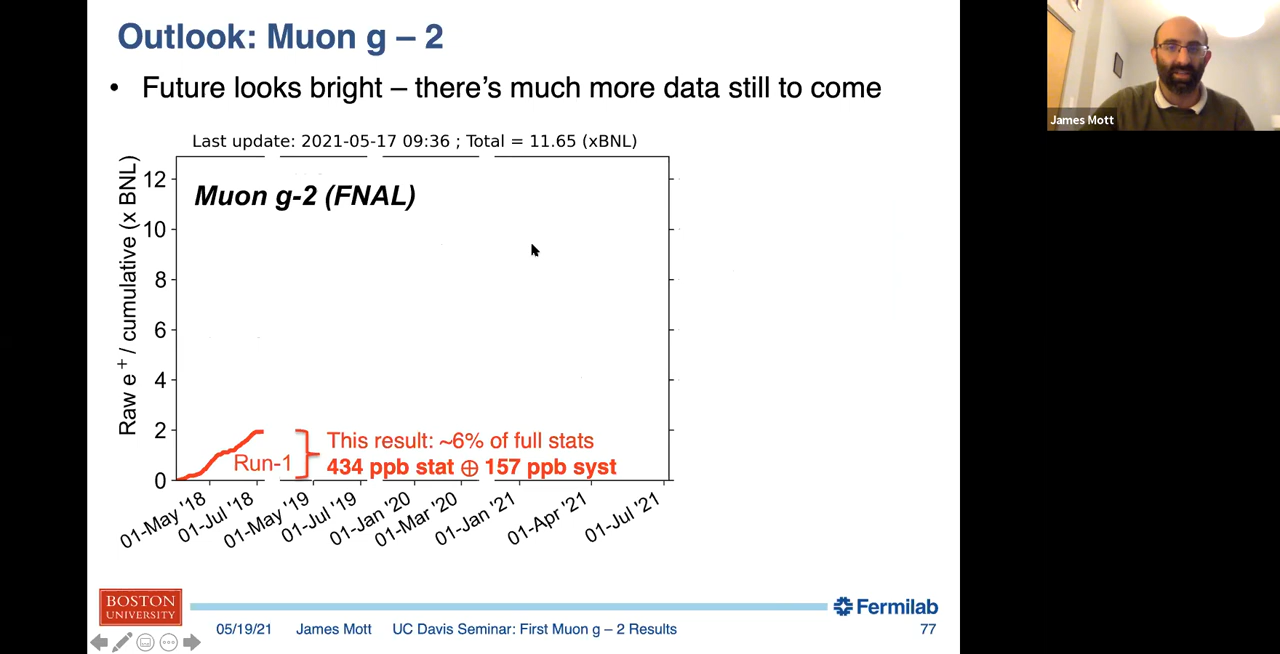 Outlook: Muon g – 2
• Future looks bright – there's much more data still to come
Last update: 2021-05-17 09:36 ; Total = 11.65 (xBNL)
Raw e⁺ / cumulative (x BNL)
12
10
8
6
4
2
0
Muon g-2 (FNAL)
Run-1
This result: ~6% of full stats
434 ppb stat ⊕ 157 ppb syst
01-May '18
01-Jul '18
01-May '19
01-Jul '19
01-Jan '20
01-Mar '20
01-Jan '21
01-Apr '21
01-Jul '21
BOSTON
UNIVERSITY
Fermilab
05/19/21 James Mott UC Davis Seminar: First Muon g – 2 Results 77
James Mott